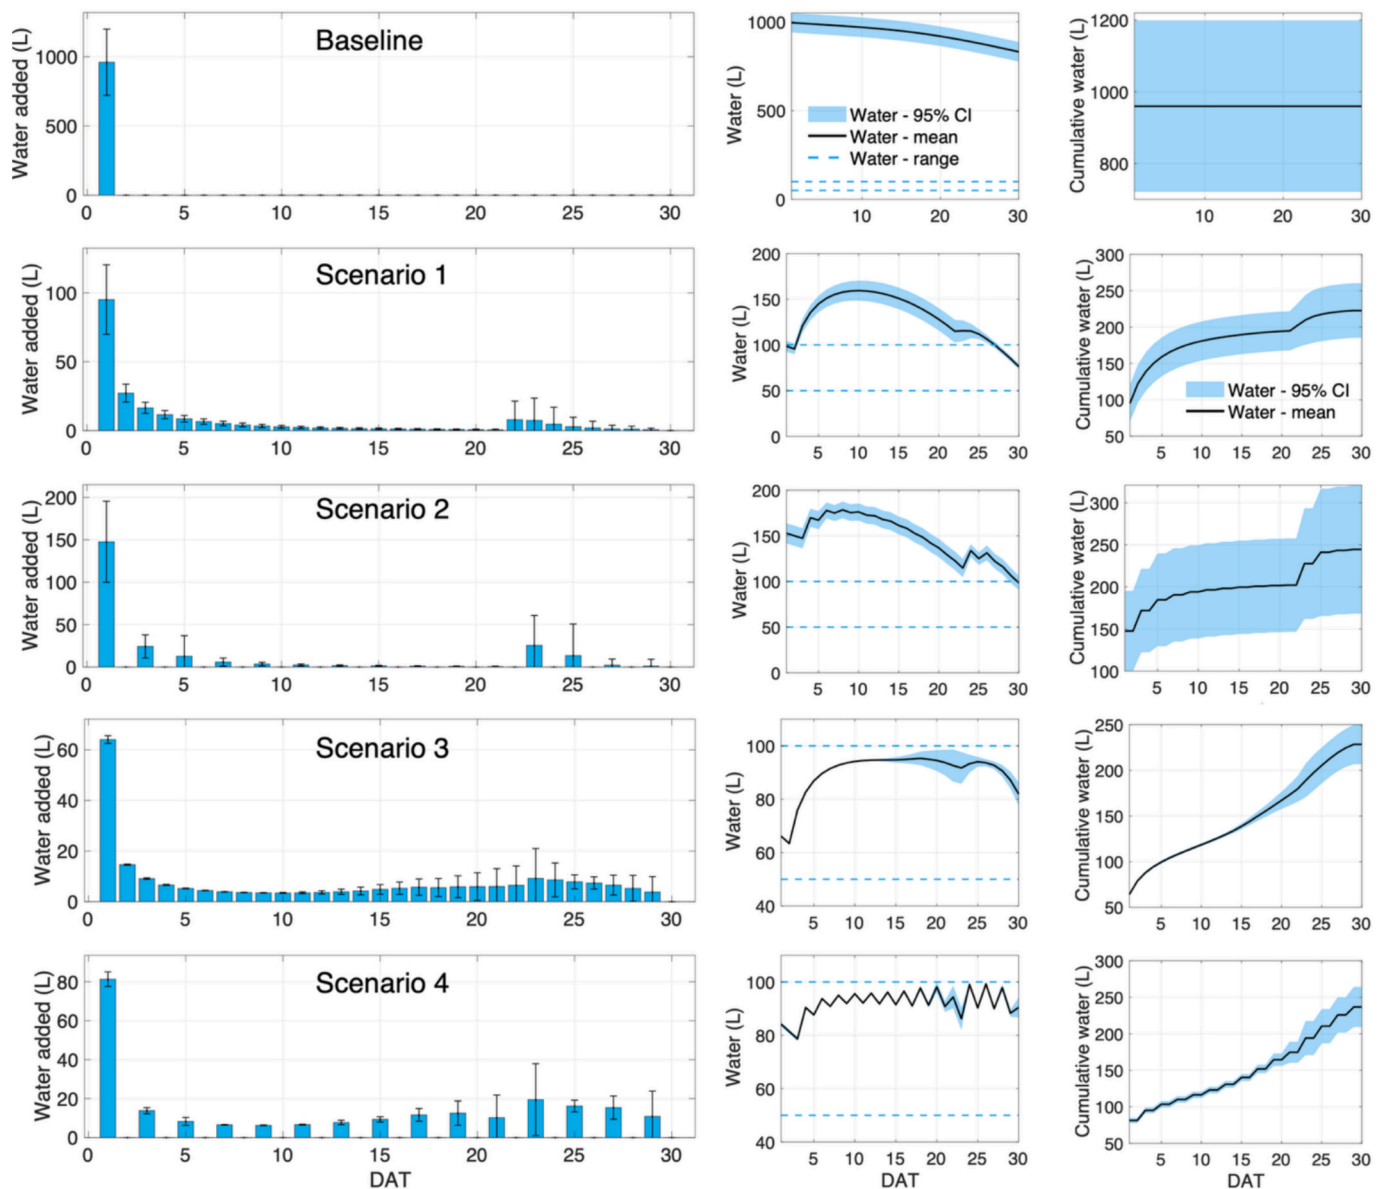 Baseline
Water added (L)
1000
500
0
0 5 10 15 20 25 30
Water (L)
1000
500
0
Water - 95% CI
Water - mean
Water - range
10 20 30
Cumulative water (L)
1200
1000
800
10 20 30
Scenario 1
Water added (L)
100
50
0
0 5 10 15 20 25 30
Water (L)
200
150
100
50
0
5 10 15 20 25 30
Cumulative water (L)
300
250
200
150
100
50
Water - 95% CI
Water - mean
5 10 15 20 25 30
Scenario 2
Water added (L)
200
150
100
50
0
0 5 10 15 20 25 30
Water (L)
200
150
100
50
0
5 10 15 20 25 30
Cumulative water (L)
300
250
200
150
100
5 10 15 20 25 30
Scenario 3
Water added (L)
60
40
20
0
0 5 10 15 20 25 30
Water (L)
100
80
60
40
5 10 15 20 25 30
Cumulative water (L)
250
200
150
100
50
5 10 15 20 25 30
Scenario 4
Water added (L)
80
60
40
20
0
0 5 10 15 20 25 30
DAT
Water (L)
100
80
60
40
5 10 15 20 25 30
DAT
Cumulative water (L)
300
250
200
150
100
50
5 10 15 20 25 30
DAT